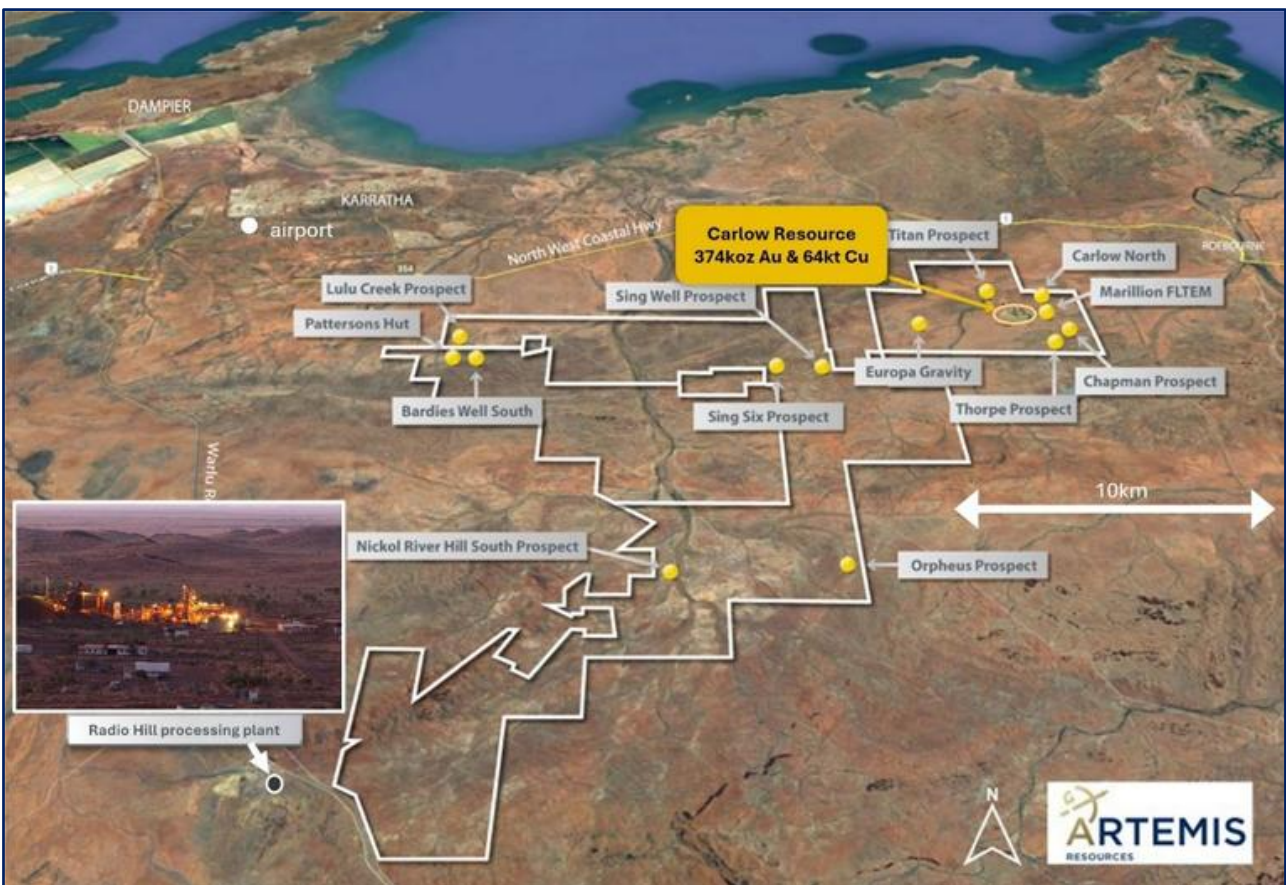 DAMPIER
KARRATHA
airport
North West Coastal Hwy
ROEBOURNE
Carlow Resource
374koz Au & 64kt Cu
Titan Prospect
Carlow North
Marillion FLTEM
Lulu Creek Prospect
Sing Well Prospect
Pattersons Hut
Europa Gravity
Chapman Prospect
Bardies Well South
Sing Six Prospect
Thorpe Prospect
10km
Nickol River Hill South Prospect
Orpheus Prospect
Radio Hill processing plant
N
G
ARTEMIS
RESOURCES